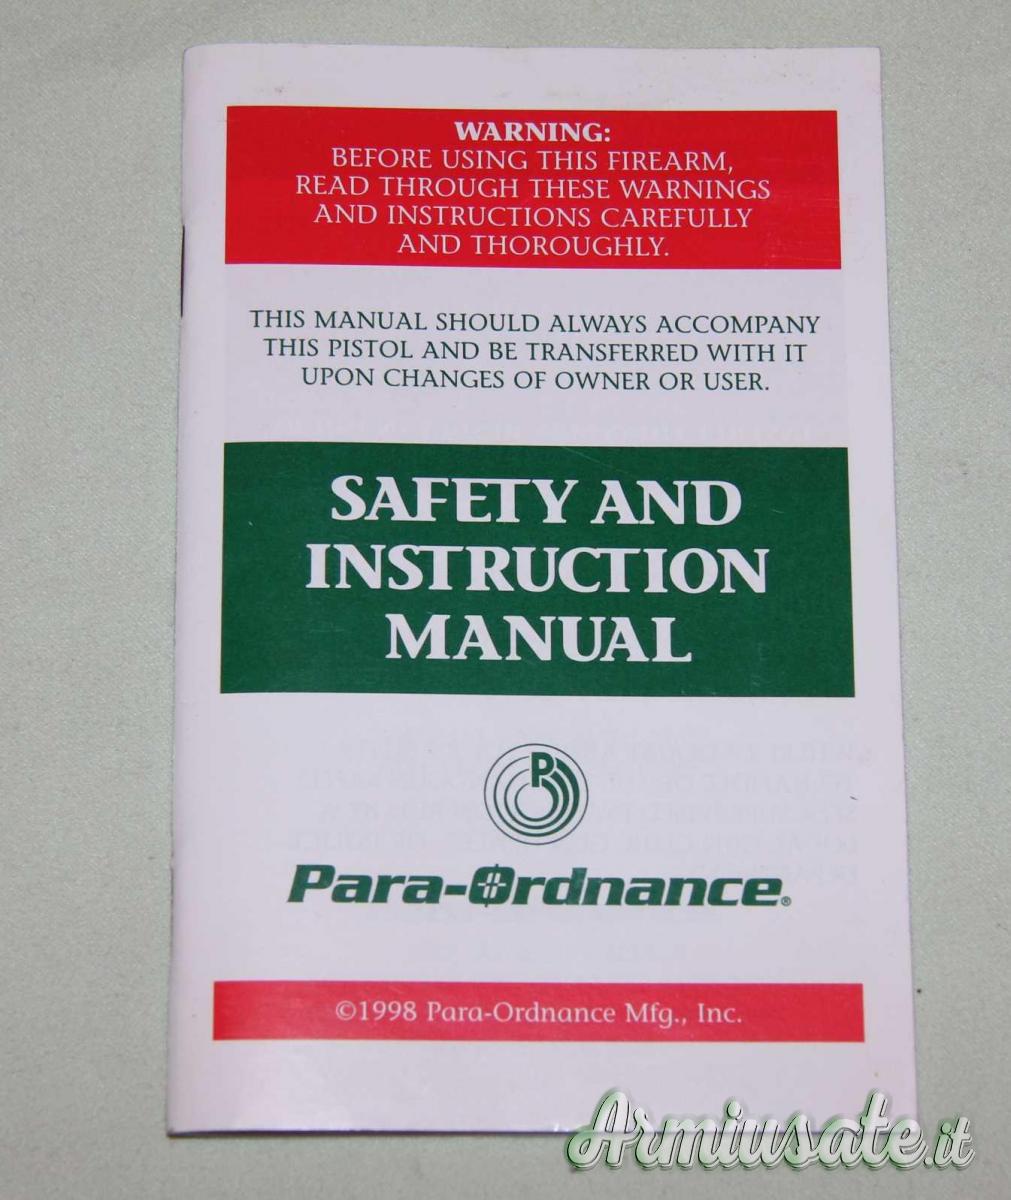 WARNING:
BEFORE USING THIS FIREARM,
READ THROUGH THESE WARNINGS
AND INSTRUCTIONS CAREFULLY
AND THOROUGHLY.
THIS MANUAL SHOULD ALWAYS ACCOMPANY
THIS PISTOL AND BE TRANSFERRED WITH IT
UPON CHANGES OF OWNER OR USER.
SAFETY AND
INSTRUCTION
MANUAL
P
Para-Ordnance®
©1998 Para-Ordnance Mfg., Inc.
Armiusate.it